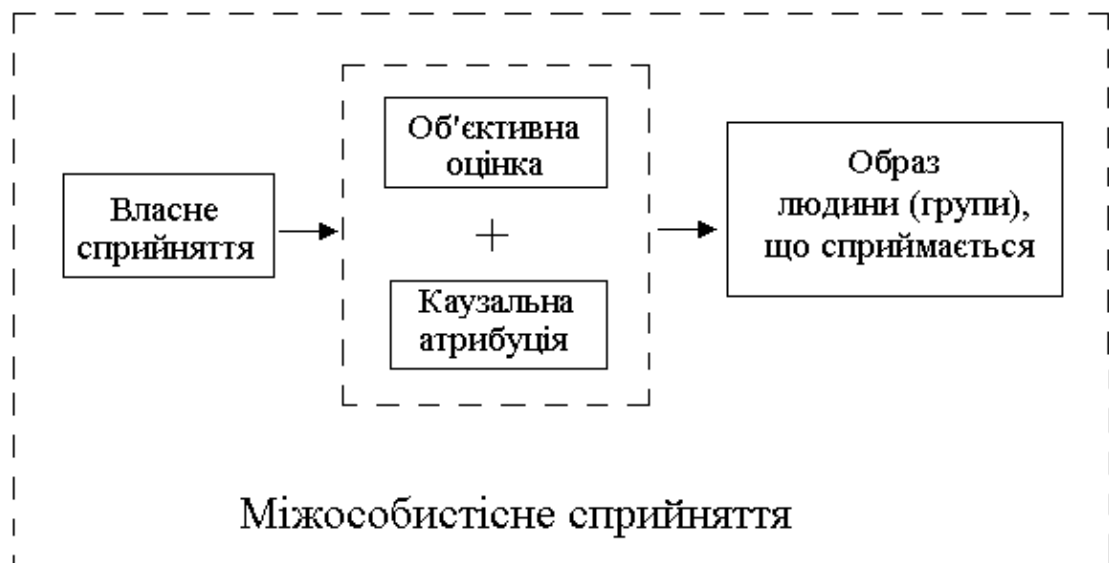 Власне
сприйняття
Об'єктивна
оцінка
+
Каузальна
атрибуція
Образ
людини (групи),
що сприймається
Міжособистісне сприйняття